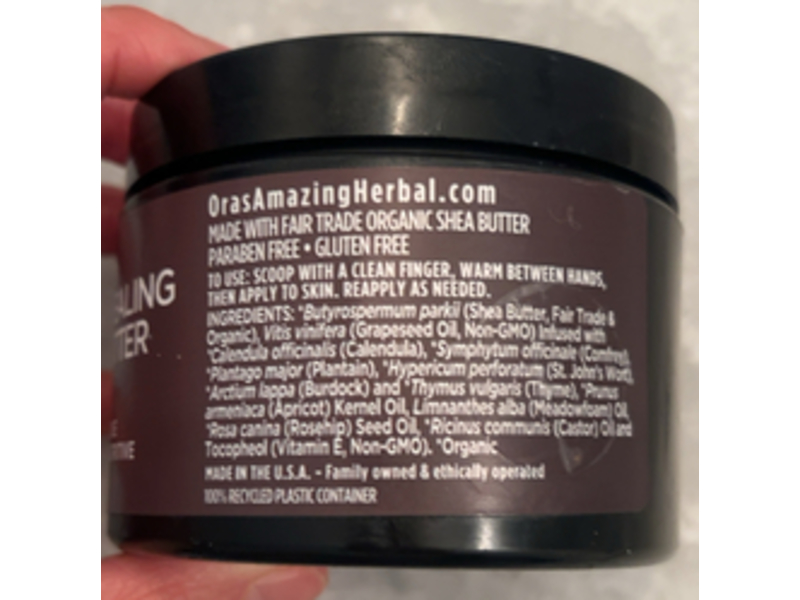 OrasAmazingHerbal.com
MADE WITH FAIR TRADE ORGANIC SHEA BUTTER
PARABEN FREE • GLUTEN FREE
TO USE: SCOOP WITH A CLEAN FINGER, WARM BETWEEN HANDS,
THEN APPLY TO SKIN. REAPPLY AS NEEDED.
INGREDIENTS: *Butyrospermum parkii (Shea Butter, Fair Trade &
Organic), Vitis vinifera (Grapeseed Oil, Non-GMO) Infused with
*Calendula officinalis (Calendula), *Symphytum officinale (Comfrey),
*Plantago major (Plantain), *Hypericum perforatum (St. John's Wort),
*Arctium lappa (Burdock) and *Thymus vulgaris (Thyme), *Prunus
armeniaca (Apricot) Kernel Oil, Limnanthes alba (Meadowfoam) Oil,
*Rosa canina (Rosehip) Seed Oil, *Ricinus communis (Castor) Oil and
Tocopheol (Vitamin E, Non-GMO). *Organic
MADE IN THE U.S.A. - Family owned & ethically operated
100% RECYCLED PLASTIC CONTAINER
ALING
TTER